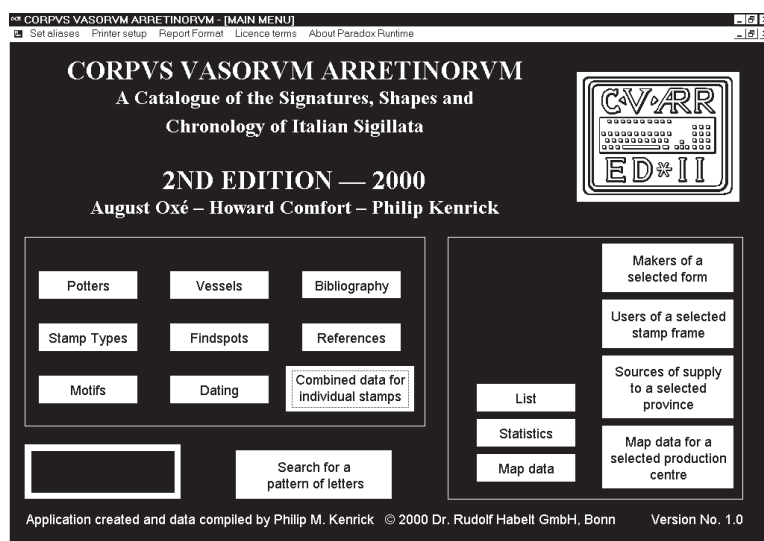 CORPVS VASORVM ARRETINORVM - [MAIN MENU]
Set aliases Printer setup Report Format Licence terms About Paradox Runtime
CORPVS VASORVM ARRETINORVM
A Catalogue of the Signatures, Shapes and
Chronology of Italian Sigillata
2ND EDITION — 2000
August Oxé – Howard Comfort – Philip Kenrick
C·V·ARR
ED*II
Potters
Vessels
Bibliography
Stamp Types
Findspots
References
Motifs
Dating
Combined data for
individual stamps
Search for a
pattern of letters
List
Statistics
Map data
Makers of a
selected form
Users of a selected
stamp frame
Sources of supply
to a selected
province
Map data for a
selected production
centre
Application created and data compiled by Philip M. Kenrick © 2000 Dr. Rudolf Habelt GmbH, Bonn Version No. 1.0